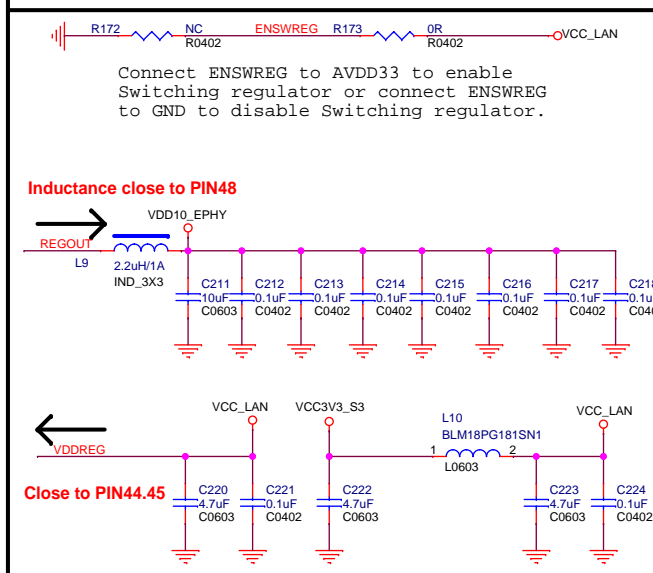 R172 NC ENSWREG R173 0R VCC_LAN
R0402 R0402
Connect ENSWREG to AVDD33 to enable
Switching regulator or connect ENSWREG
to GND to disable Switching regulator.
Inductance close to PIN48
VDD10_EPHY
REGOUT
L9 2.2uH/1A
IND_3X3
C211 C212 C213 C214 C215 C216 C217
10uF 0.1uF 0.1uF 0.1uF 0.1uF 0.1uF 0.1uF
C0603 C0402 C0402 C0402 C0402 C0402 C0402
VCC_LAN VCC3V3_S3 L10 VCC_LAN
BLM18PG181SN1
VDDREG 1 2
L0603
Close to PIN44.45
C220 C221 C222 C223 C224
4.7uF 0.1uF 4.7uF 4.7uF 0.1uF
C0603 C0402 C0603 C0603 C0402